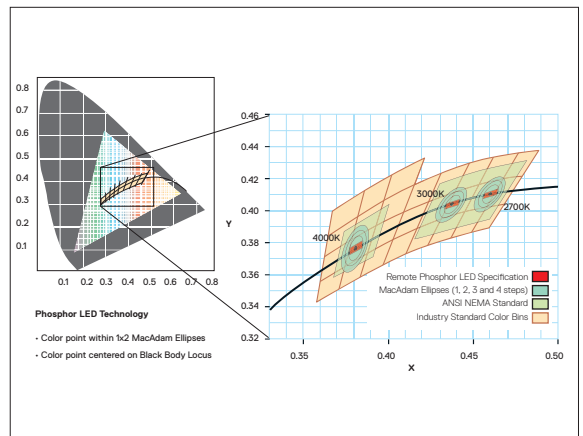 0.8
0.7
0.6
0.5
0.4
0.3
0.2
0.1
0.1 0.2 0.3 0.4 0.5 0.6 0.7 0.8
Y
0.46
0.44
0.42
0.40
0.38
0.36
0.34
0.32
4000K
3000K
2700K
Remote Phosphor LED Specification
MacAdam Ellipses (1, 2, 3 and 4 steps)
ANSI NEMA Standard
Industry Standard Color Bins
0.35 0.40 0.45 0.50
X
Phosphor LED Technology
• Color point within 1x2 MacAdam Ellipses
• Color point centered on Black Body Locus